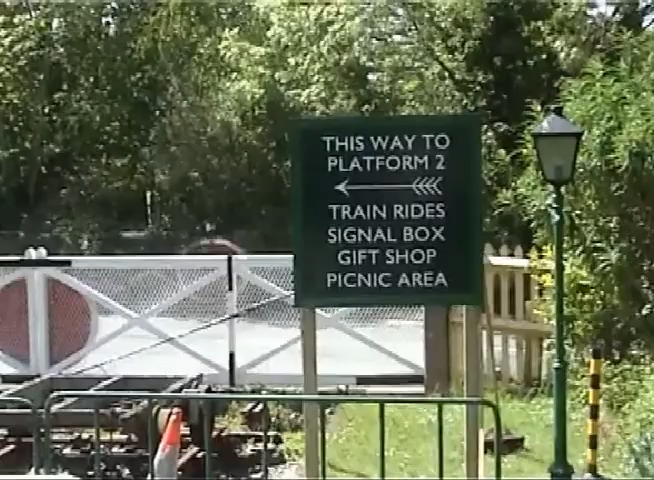 THIS WAY TO
PLATFORM 2
TRAIN RIDES
SIGNAL BOX
GIFT SHOP
PICNIC AREA